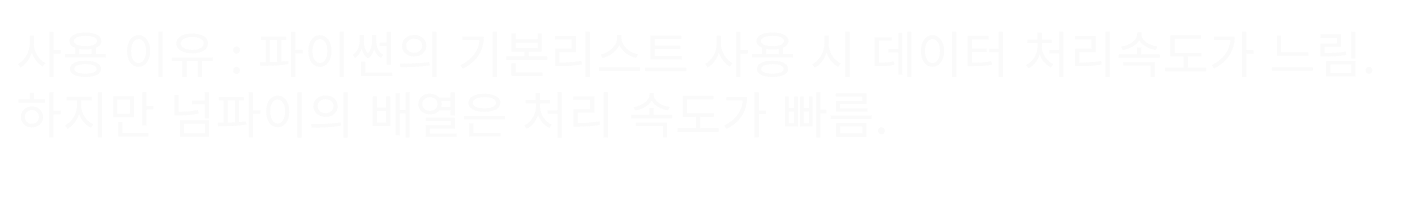 사용 이유 : 파이썬의 기본리스트 사용 시 데이터 처리속도가 느림.
하지만 넘파이의 배열은 처리 속도가 빠름.